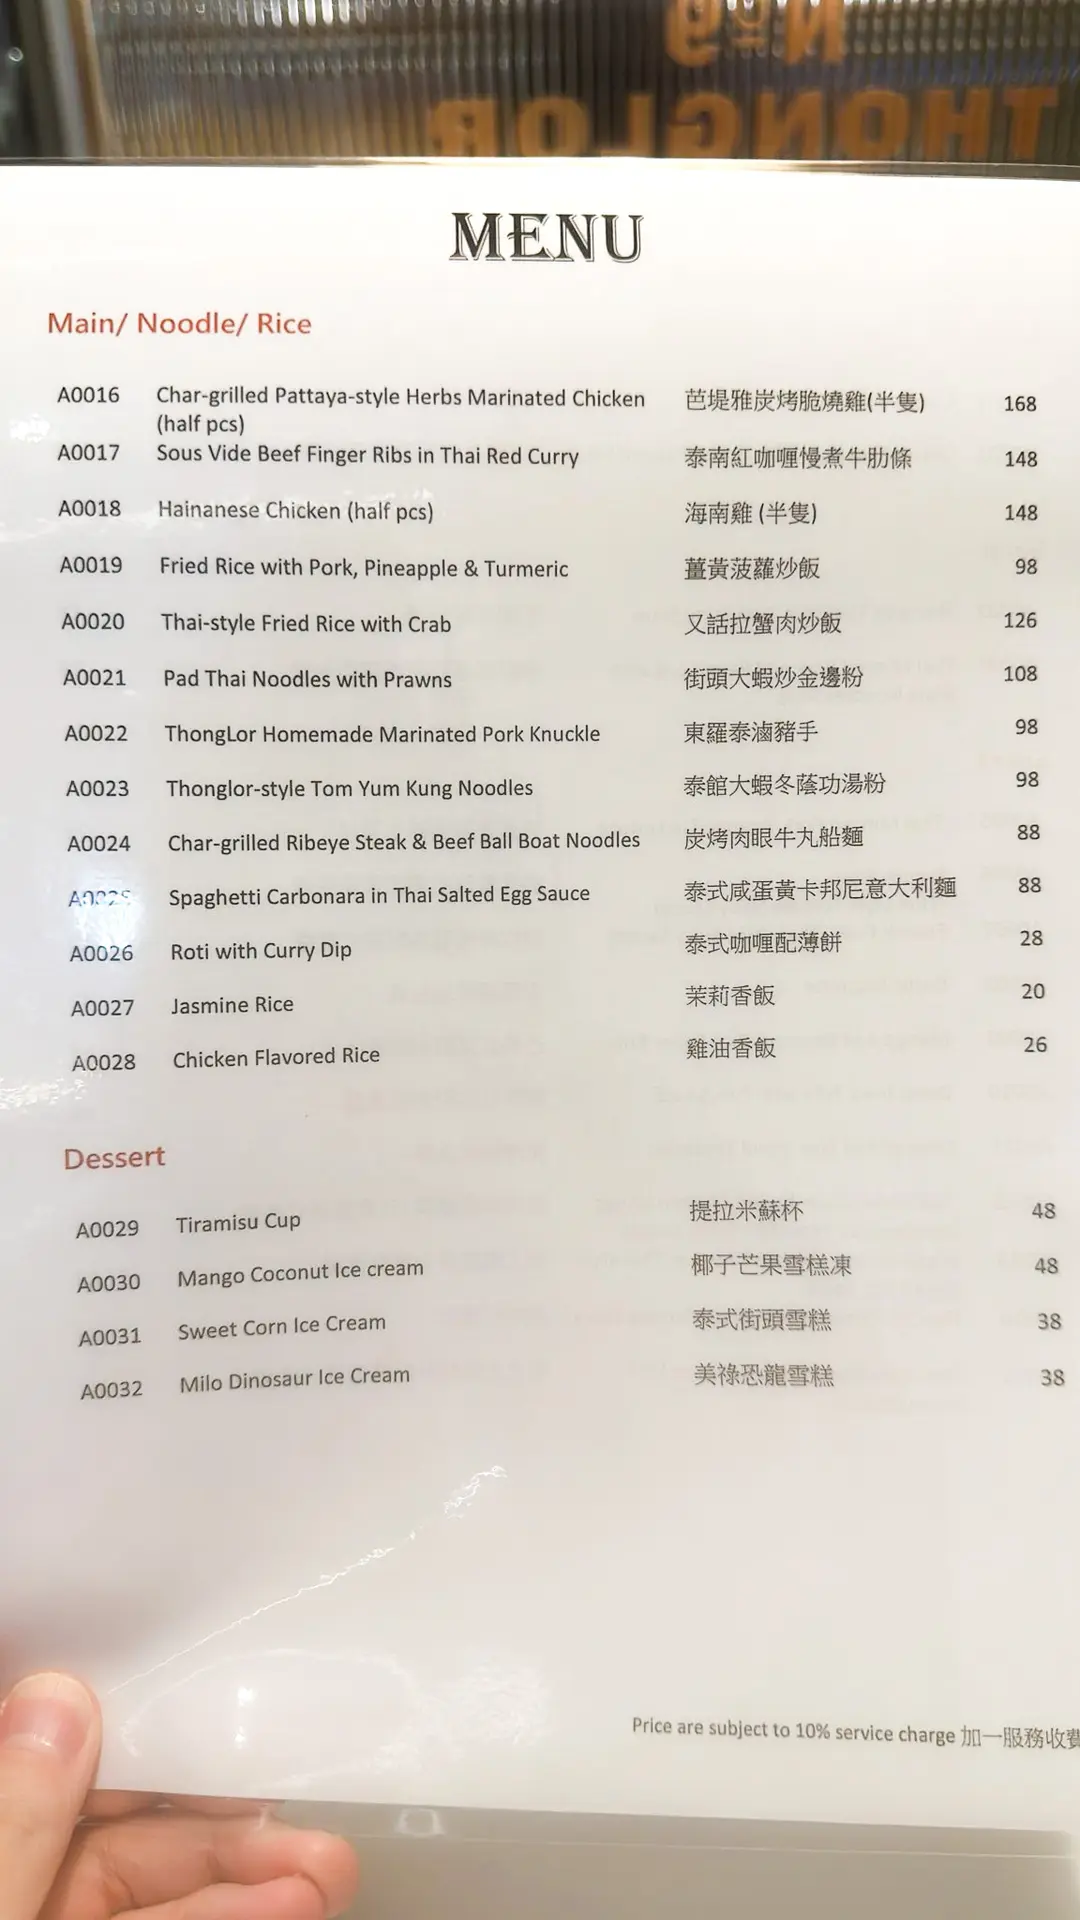 No 9
THONGLOR
MENU
Main/ Noodle/ Rice
A0016 Char-grilled Pattaya-style Herbs Marinated Chicken 芭堤雅炭烤脆燒雞(半隻) 168
(half pcs)
A0017 Sous Vide Beef Finger Ribs in Thai Red Curry 泰南紅咖喱慢煮牛肋條 148
A0018 Hainanese Chicken (half pcs) 海南雞 (半隻) 148
A0019 Fried Rice with Pork, Pineapple & Turmeric 薑黃菠蘿炒飯 98
A0020 Thai-style Fried Rice with Crab 叉話拉蟹肉炒飯 126
A0021 Pad Thai Noodles with Prawns 街頭大蝦炒金邊粉 108
A0022 ThongLor Homemade Marinated Pork Knuckle 東羅泰滷豬手 98
A0023 Thonglor-style Tom Yum Kung Noodles 泰館大蝦冬蔭功湯粉 98
A0024 Char-grilled Ribeye Steak & Beef Ball Boat Noodles 炭烤肉眼牛丸船麵 88
A0025 Spaghetti Carbonara in Thai Salted Egg Sauce 泰式咸蛋黃卡邦尼意大利麵 88
A0026 Roti with Curry Dip 泰式咖喱配薄餅 28
A0027 Jasmine Rice 茉莉香飯 20
A0028 Chicken Flavored Rice 雞油香飯 26
Dessert
A0029 Tiramisu Cup 提拉米蘇杯 48
A0030 Mango Coconut Ice cream 椰子芒果雪糕凍 48
A0031 Sweet Corn Ice Cream 泰式街頭雪糕 38
A0032 Milo Dinosaur Ice Cream 美祿恐龍雪糕 38
Price are subject to 10% service charge 加一服務收費